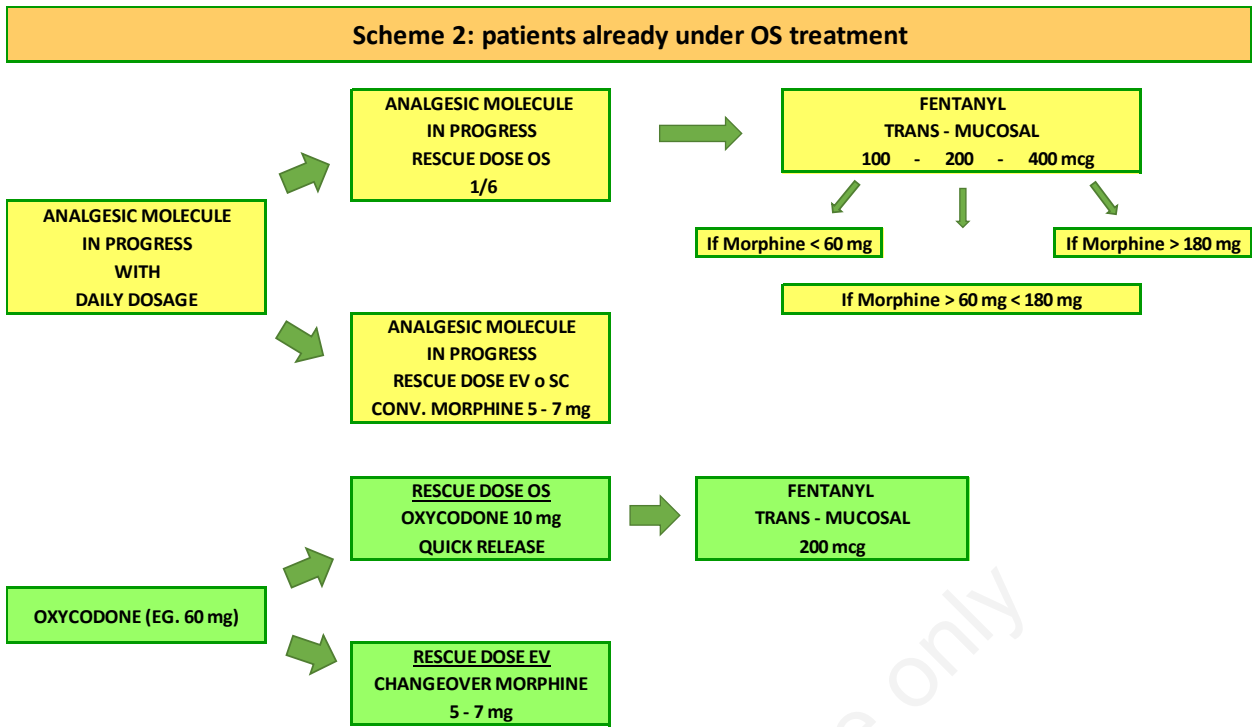 Scheme 2: patients already under OS treatment
ANALGESIC MOLECULE
IN PROGRESS
WITH
DAILY DOSAGE
ANALGESIC MOLECULE
IN PROGRESS
RESCUE DOSE OS
1/6
FENTANYL
TRANS - MUCOSAL
100 - 200 - 400 mcg
If Morphine < 60 mg
If Morphine > 180 mg
If Morphine > 60 mg < 180 mg
ANALGESIC MOLECULE
IN PROGRESS
RESCUE DOSE EV o SC
CONV. MORPHINE 5 - 7 mg
OXYCODONE (EG. 60 mg)
RESCUE DOSE OS
OXYCODONE 10 mg
QUICK RELEASE
FENTANYL
TRANS - MUCOSAL
200 mcg
RESCUE DOSE EV
CHANGEOVER MORPHINE
5 - 7 mg
only